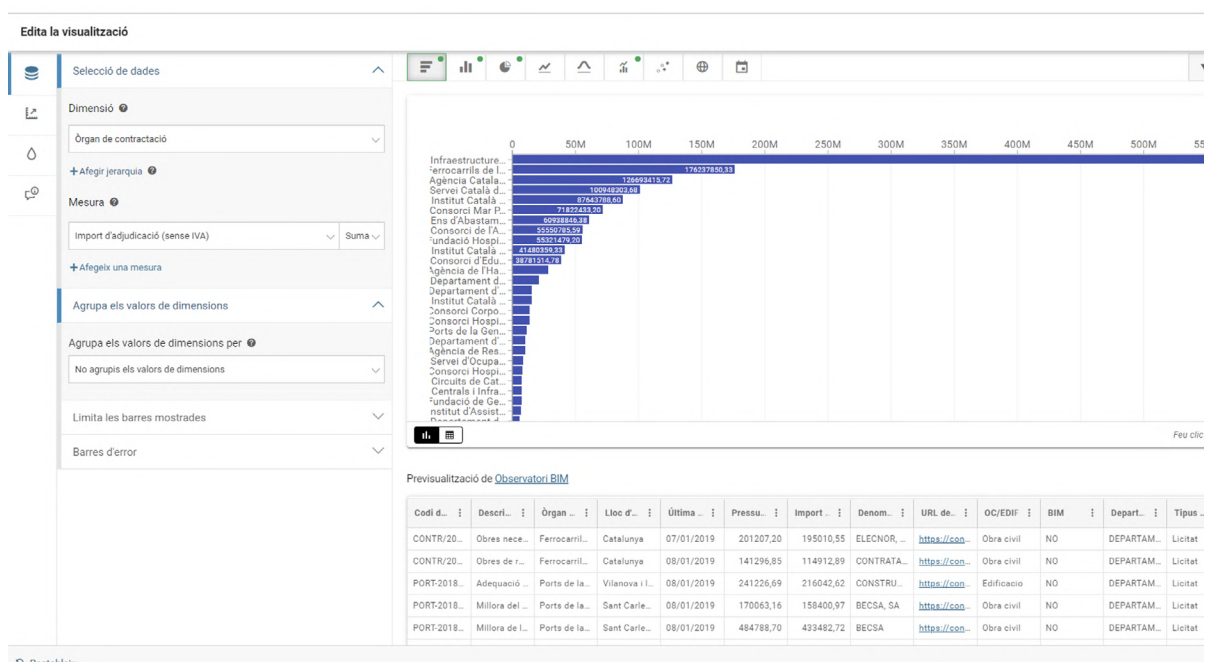 Edita la visualització
Selecció de dades
Dimensió
Òrgan de contractació
+ Afegir jerarquia
Mesura
Import d'adjudicació (sense IVA) Suma
+ Afegeix una mesura
Agrupa els valors de dimensions
Agrupa els valors de dimensions per
No agrupis els valors de dimensions
Limita les barres mostrades
Barres d'error
0 50M 100M 150M 200M 250M 300M 350M 400M 450M 500M 55
Infraestructure...
Ferrocarrils de l... 176237850,33
Agència Catala... 126693415,72
Servei Català d... 100948303,68
Institut Català ... 87643788,60
Consorci Mar P... 71822433,20
Ens d'Abastam... 60938846,38
Consorci de l'A... 55550785,59
Fundació Hospi... 55321479,20
Institut Català ... 41480359,33
Consorci d'Edu... 38781514,78
Agència de l'Ha...
Departament d...
Departament d'...
Institut Català ...
Consorci Corpo...
Consorci Hospi...
Ports de la Gen...
Departament d'...
Agència de Res...
Servei d'Ocupa...
Consorci Hospi...
Circuits de Cat...
Centrals i Infra...
Fundació de Ge...
nstitut d'Assist...
Feu clic
Previsualització de Observatori BIM
Codi d... Descri... Òrgan ... Lloc d'... Última ... Pressu... Import ... Denom... URL de... OC/EDIF BIM Depart... Tipus ...
CONTR/20... Obres nece... Ferrocarril... Catalunya 07/01/2019 201207,20 195010,55 ELECNOR, ... https://con... Obra civil NO DEPARTAM... Licitat
CONTR/20... Obres de r... Ferrocarril... Catalunya 08/01/2019 141296,85 114912,89 CONTRATA... https://con... Obra civil NO DEPARTAM... Licitat
PORT-2018... Adequació ... Ports de la... Vilanova i l... 08/01/2019 241226,69 216042,62 CONSTRU... https://con... Edificacio NO DEPARTAM... Licitat
PORT-2018... Millora del ... Ports de la... Sant Carle... 08/01/2019 170063,16 158400,97 BECSA, SA https://con... Obra civil NO DEPARTAM... Licitat
PORT-2018... Millora de l... Ports de la... Sant Carle... 08/01/2019 484788,70 433482,72 BECSA https://con... Obra civil NO DEPARTAM... Licitat